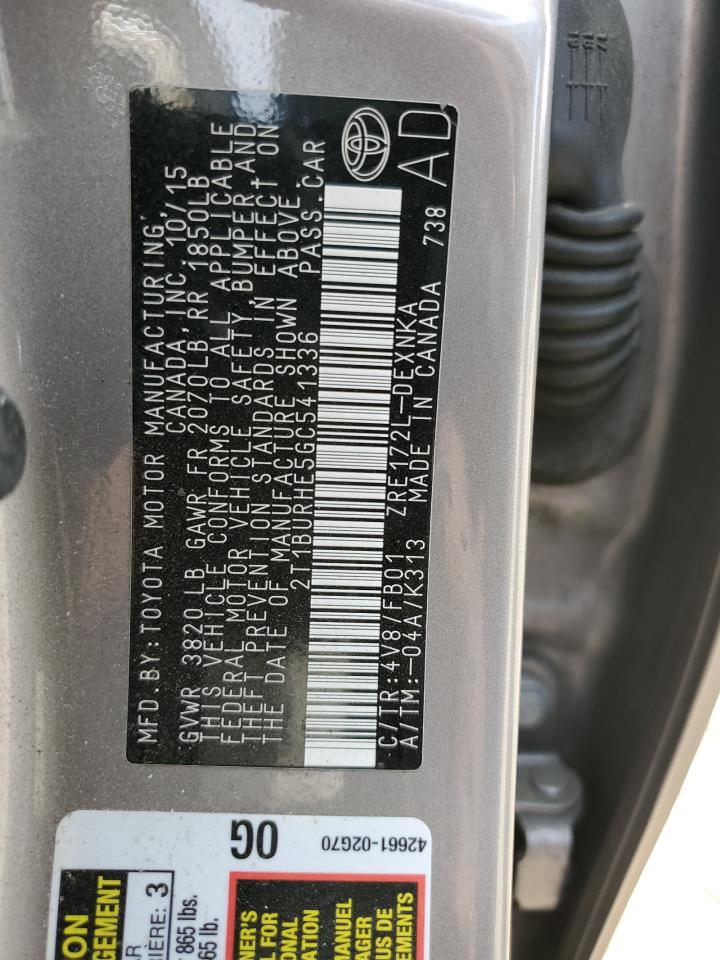 MFD.BY:TOYOTA MOTOR MANUFACTURING,
CANADA,INC. 10/15
GVWR 3820LB GAWR FR 2070LB RR 1850LB
THIS VEHICLE CONFORMS TO ALL APPLICABLE
FEDERAL MOTOR VEHICLE SAFETY,BUMPER,AND
THEFT PREVENTION STANDARDS IN EFFECT ON
THE DATE OF MANUFACTURE SHOWN ABOVE.
2T1BURHE5GC541336 PASS.CAR
C/TR:4V8/FB01 ZRE172L-DEXNKA
A/TM:-04A/K313 MADE IN CANADA 738
AD
0G
42661-02G70
ON
GEMENT
3
865 lbs.
65 lb.
NER'S
L FOR
ONAL
ATION
MANUEL
AGER
US DE
EMENTS